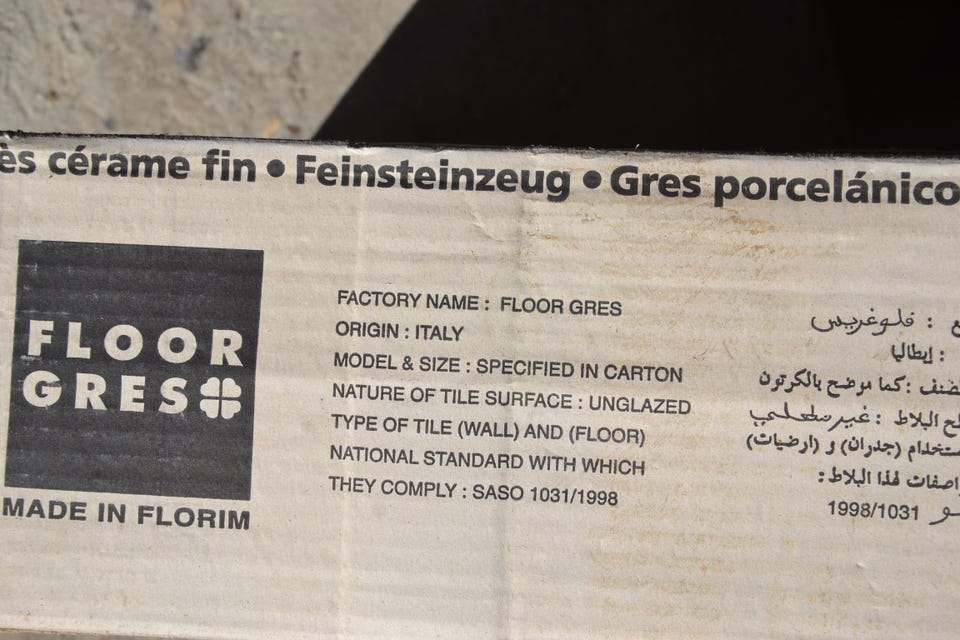 ès cérame fin • Feinsteinzeug • Gres porcelánico
FLOOR
GRES
MADE IN FLORIM
FACTORY NAME : FLOOR GRES
ORIGIN : ITALY
MODEL & SIZE : SPECIFIED IN CARTON
NATURE OF TILE SURFACE : UNGLAZED
TYPE OF TILE (WALL) AND (FLOOR)
NATIONAL STANDARD WITH WHICH
THEY COMPLY : SASO 1031/1998
: فلوغريس
: إيطاليا
: كما موضح بالكرتون
البلاط : غير مطلي
(جدران) و (ارضيات)
لهذا البلاط :
1998/1031